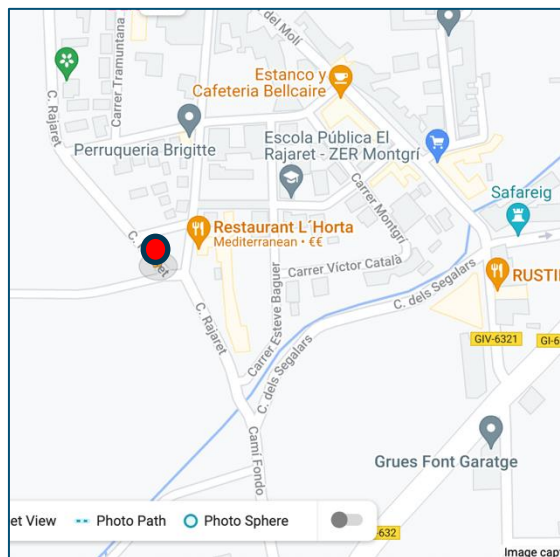 del Molí
Carrer Tramuntana
C. Rajaret
Estanco y
Cafeteria Bellcaire
Perruqueria Brigitte
Escola Pública El
Rajaret - ZER Montgrí
Carrer Montgrí
Safareig
Restaurant L´Horta
Mediterranean • €€
C. Rajaret
Carrer Víctor Català
RUSTI
C. dels Segalars
C. Rajaret
Carrer Esteve Baguer
GIV-6321
GI-6
C. dels Segalars
Camí Fondo
Grues Font Garatge
et View
Photo Path
Photo Sphere
632
Image cap